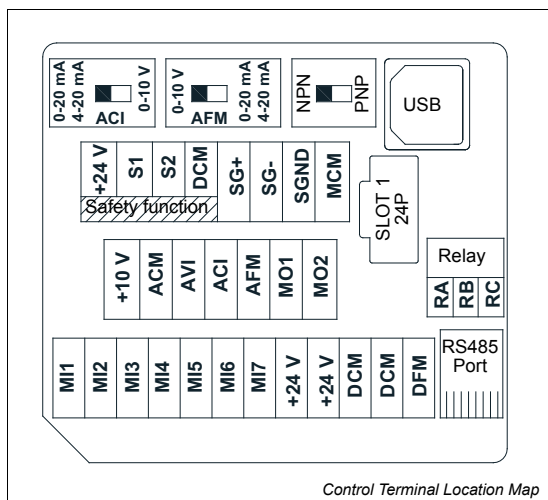 0-20 mA
4-20 mA
0-10 V
ACI
0-10 V
0-20 mA
4-20 mA
AFM
NPN
PNP
USB
+24 V
S1
S2
DCM
SG+
SG-
SGND
MCM
Safety function
SLOT 1
24P
+10 V
ACM
AVI
ACI
AFM
MO1
MO2
Relay
RA
RB
RC
MI1
MI2
MI3
MI4
MI5
MI6
MI7
+24 V
+24 V
DCM
DCM
DFM
RS485
Port
Control Terminal Location Map